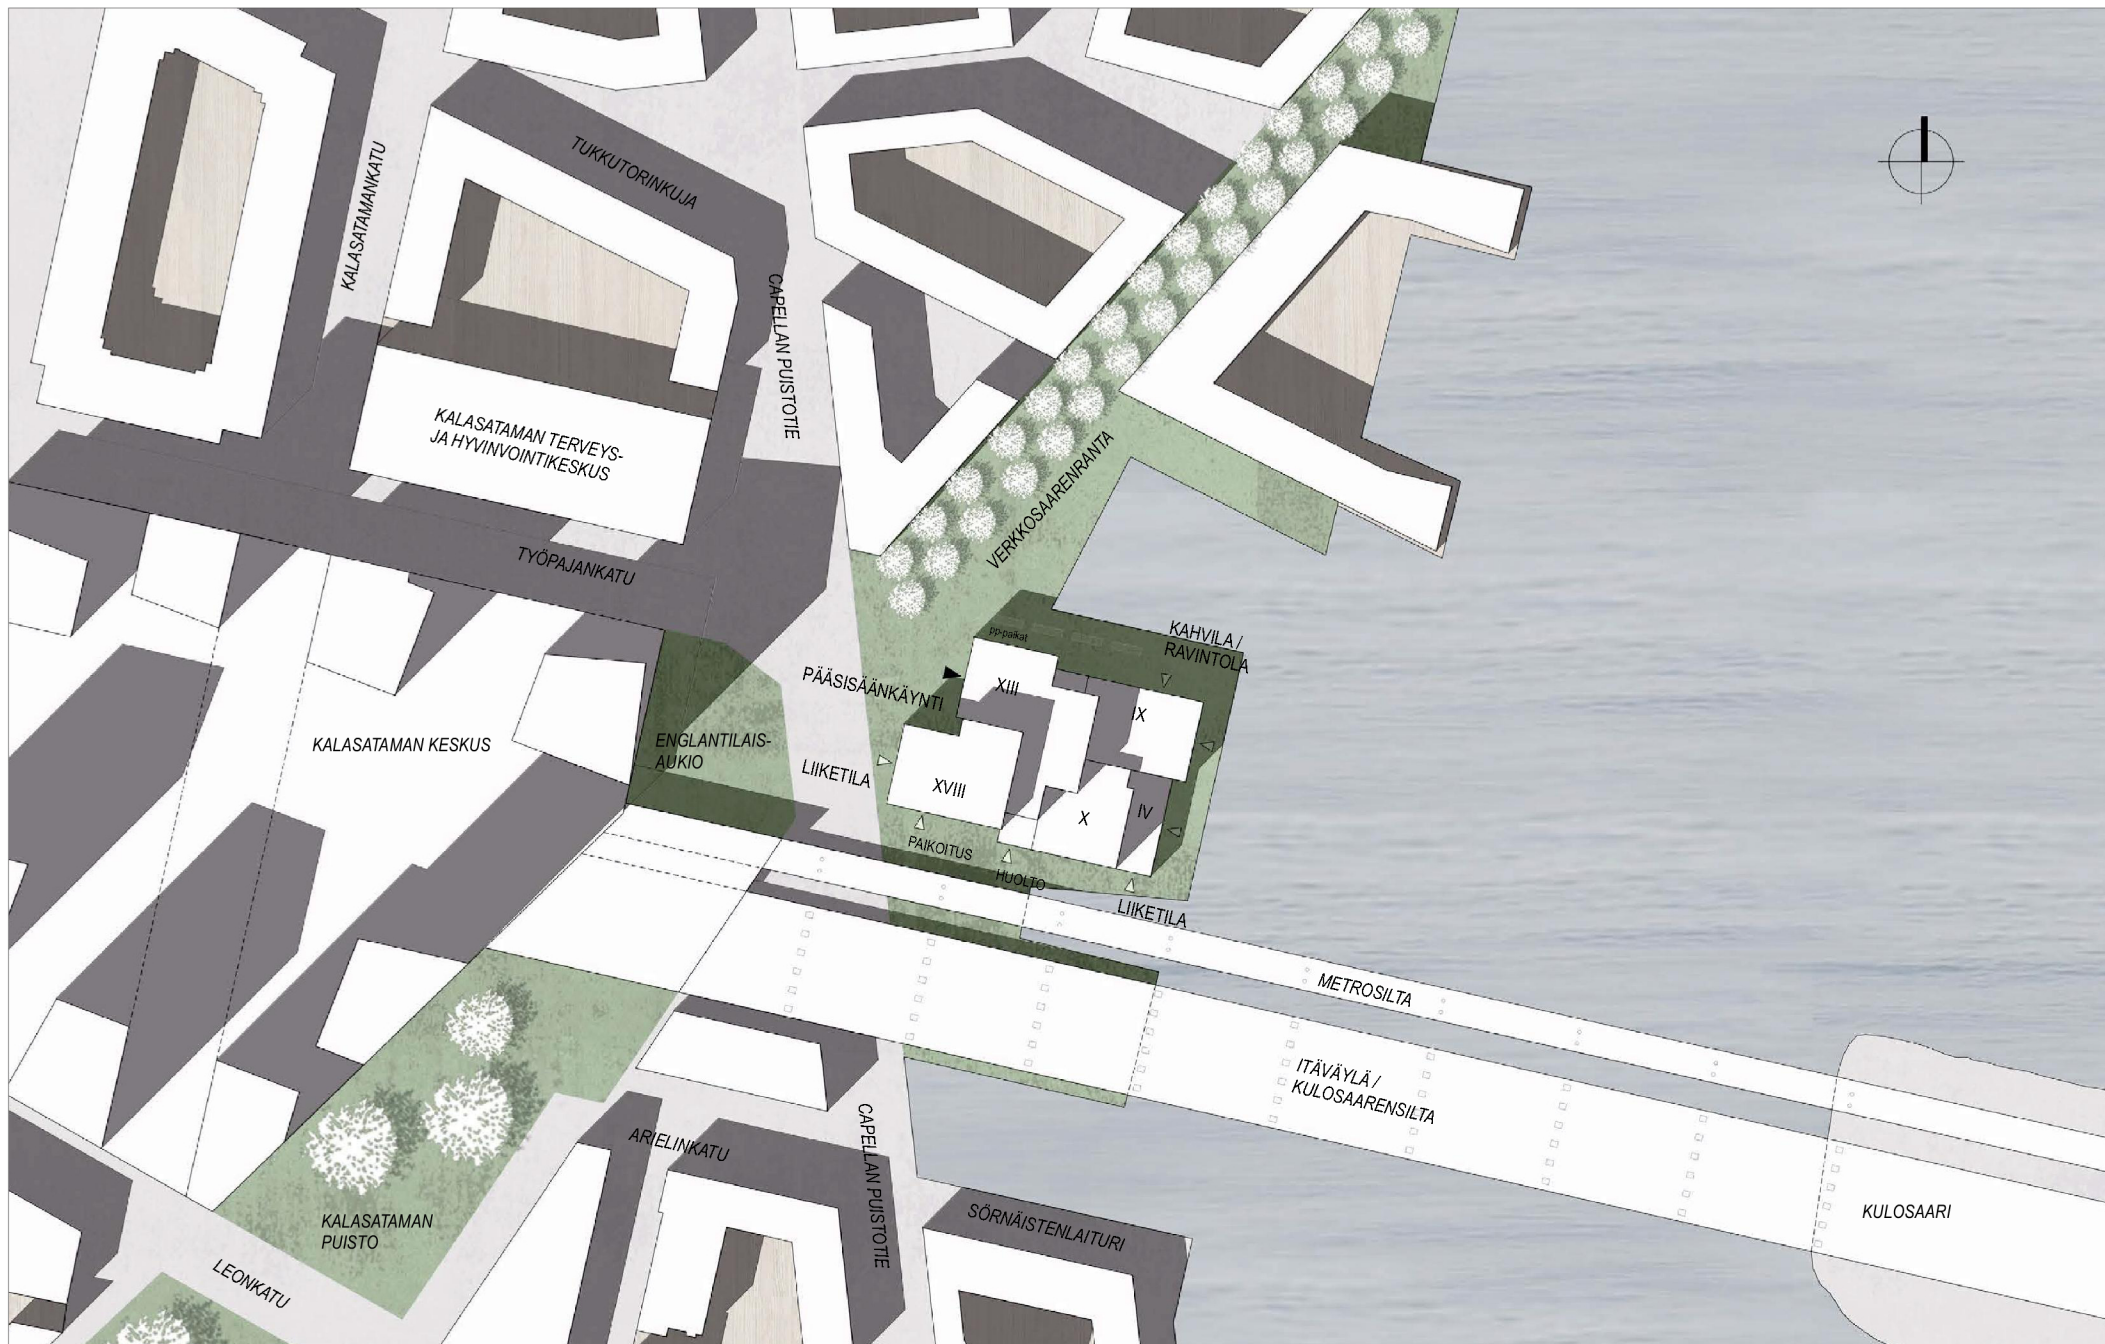 TUKKUTORINKUJA
KALASATAMANKATU
CAPELLAN PUISTOTIE
KALASATAMAN TERVEYS-
JA HYVINVOINTIKESKUS
VERKKOSAARENRANTA
TYÖPAJANKATU
pp-paikat
KAHVILA /
RAVINTOLA
PÄÄSISÄÄNKÄYNTI
XIII
IX
KALASATAMAN KESKUS
ENGLANTILAIS-
AUKIO
LIIKETILA
XVIII
X
IV
PAIKOITUS
HUOLTO
LIIKETILA
METROSILTA
ITÄVÄYLÄ /
KULOSAARENSILTA
ARIELINKATU
CAPELLAN PUISTOTIE
SÖRNÄISTENLAITURI
KULOSAARI
KALASATAMAN
PUISTO
LEONKATU